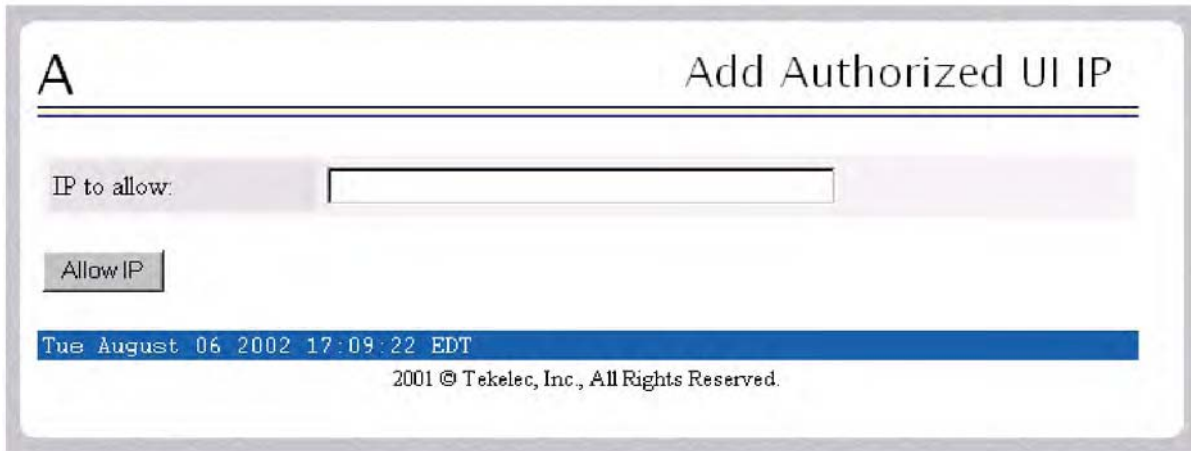 A Add Authorized UI IP
IP to allow:
Allow IP
Tue August 06 2002 17:09:22 EDT
2001 © Tekelec, Inc., All Rights Reserved.